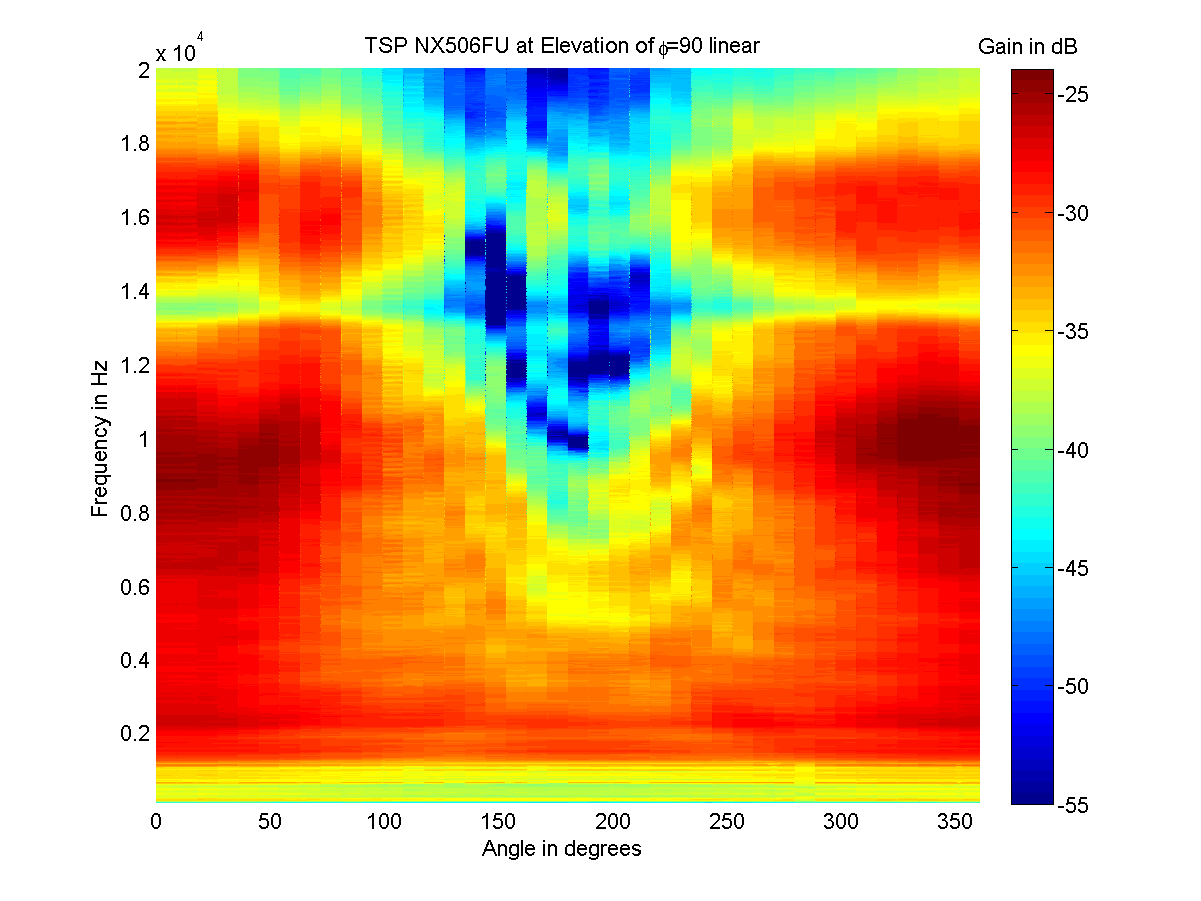 TSP NX506FU at Elevation of ϕ=90 linear
Gain in dB
x 10^4
2
1.8
1.6
1.4
1.2
1
0.8
0.6
0.4
0.2
Frequency in Hz
0 50 100 150 200 250 300 350
Angle in degrees
-25
-30
-35
-40
-45
-50
-55